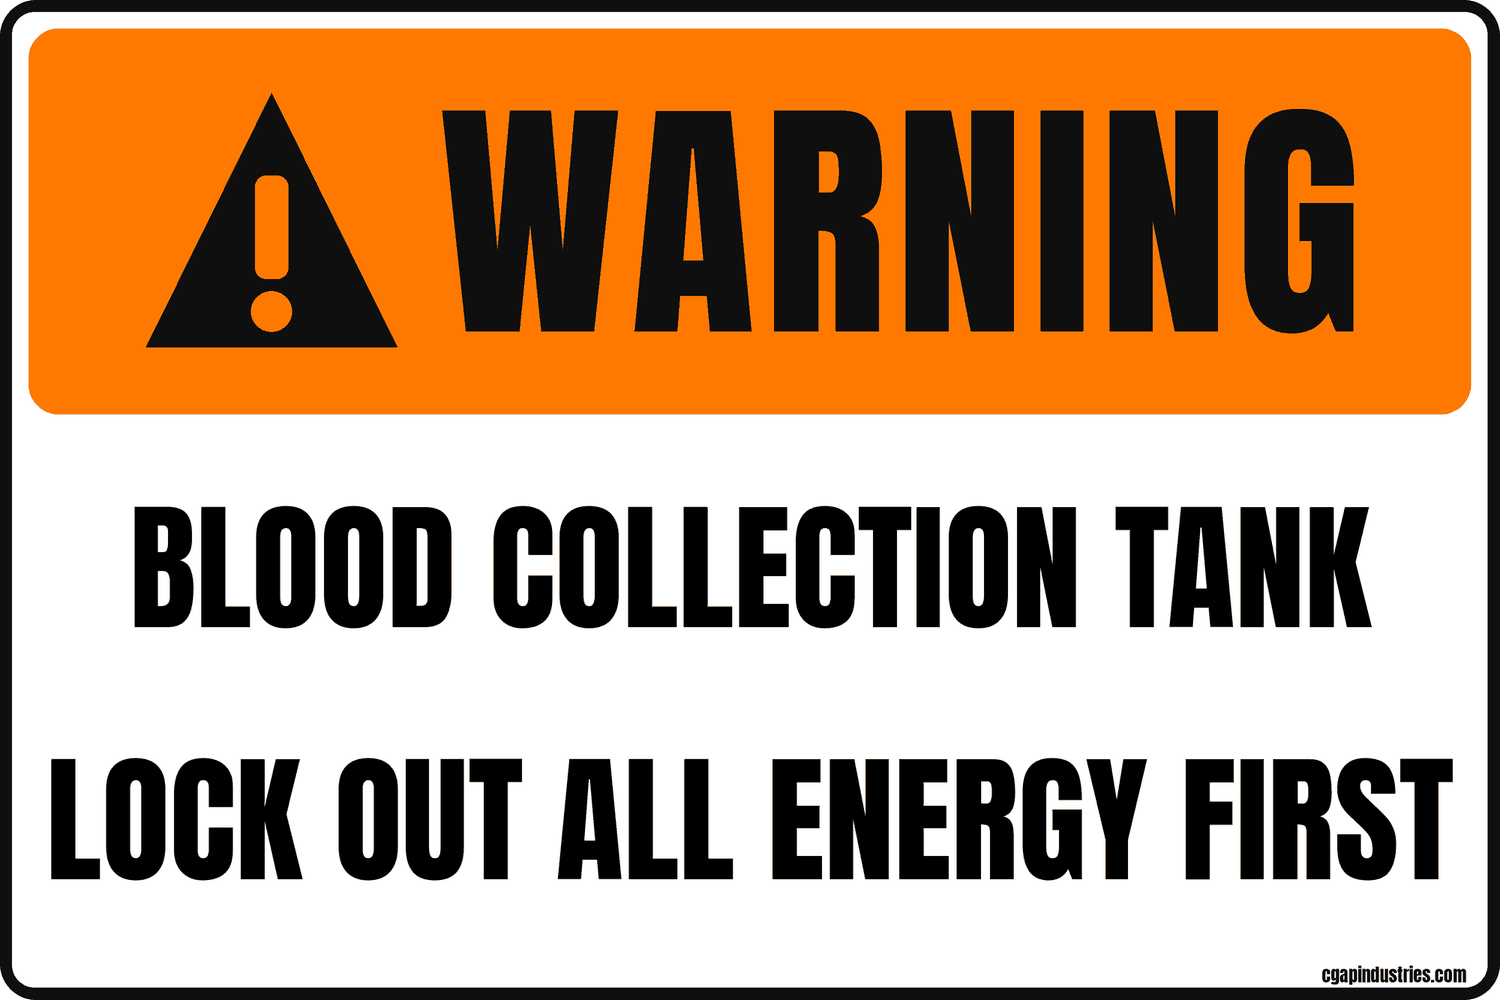 WARNING
BLOOD COLLECTION TANK
LOCK OUT ALL ENERGY FIRST
cgapindustries.com